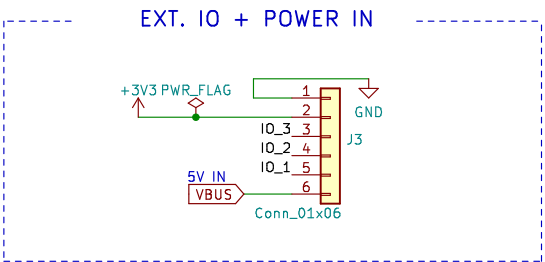 EXT. IO + POWER IN
+3V3 PWR_FLAG
1
GND
2
IO_3 3
J3
IO_2 4
IO_1 5
5V IN
VBUS 6
Conn_01x06